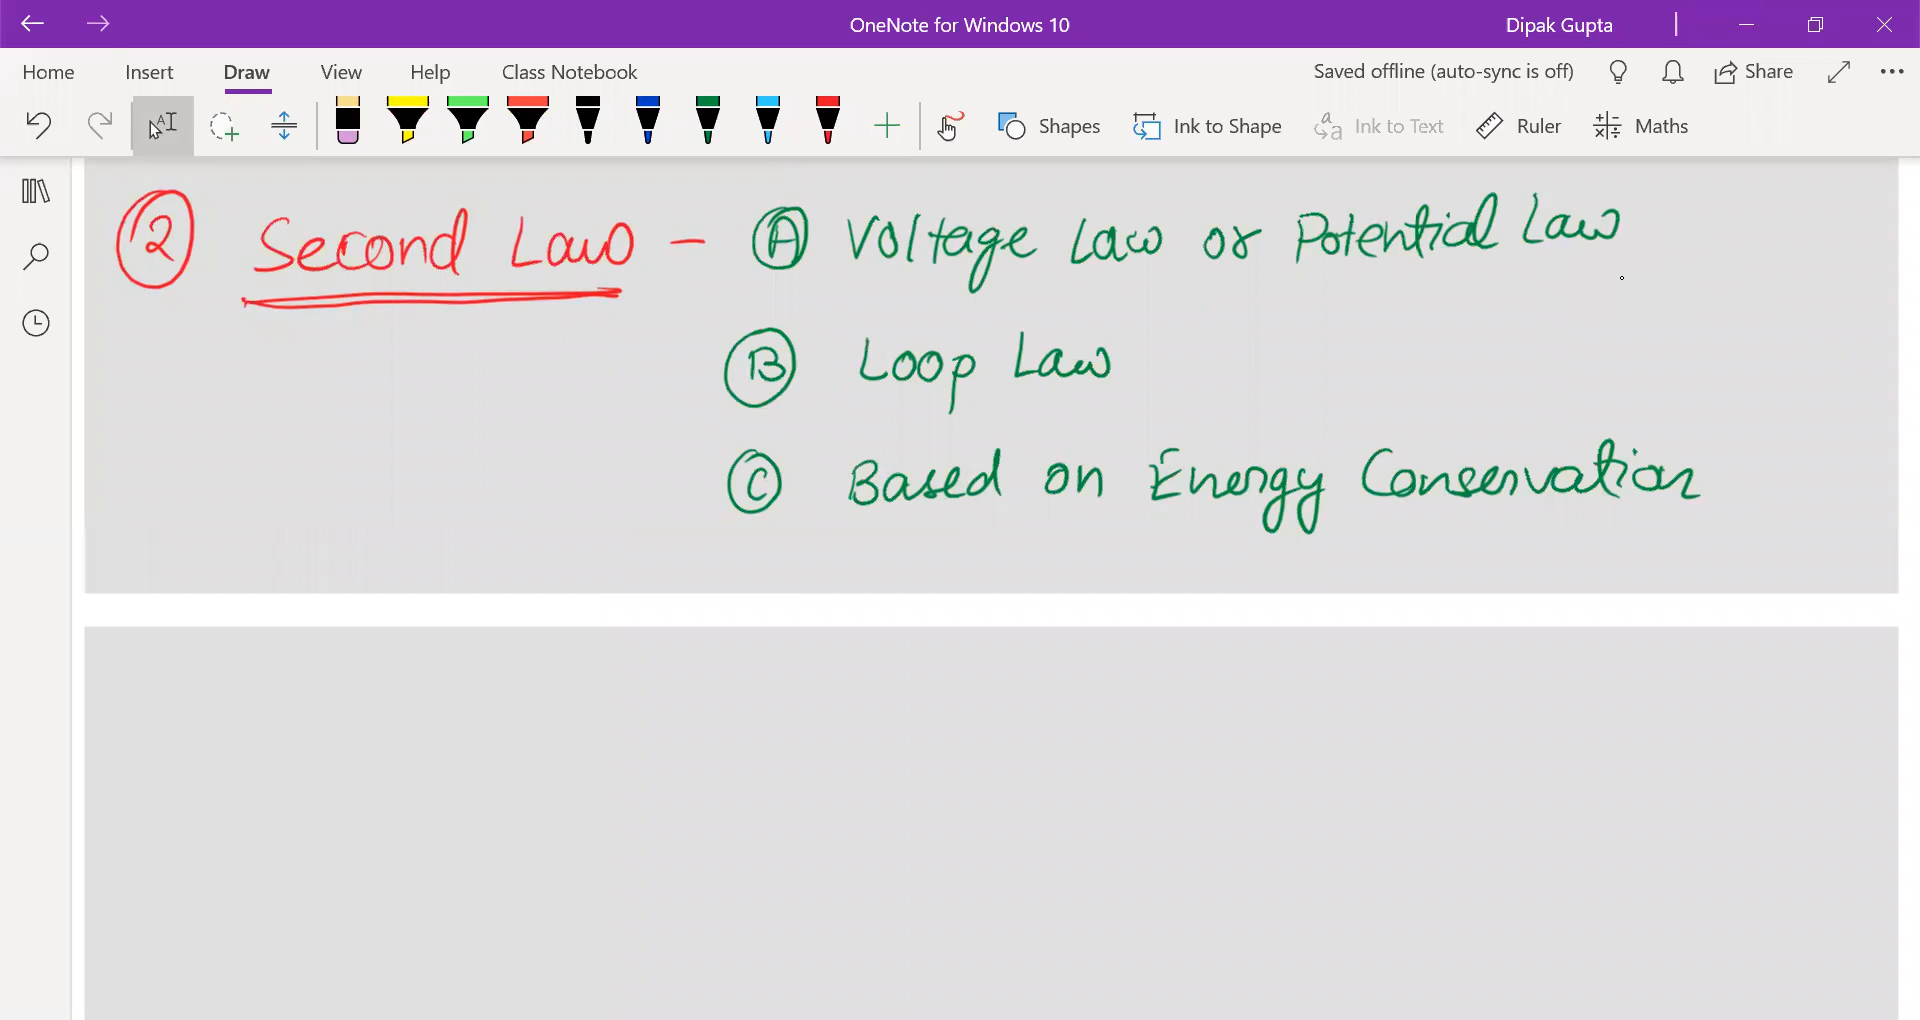 OneNote for Windows 10
Dipak Gupta
Home Insert Draw View Help Class Notebook
Saved offline (auto-sync is off) Share
Shapes Ink to Shape Ink to Text Ruler Maths
2 Second Law - A Voltage Law or Potential Law
B Loop Law
C Based on Energy Conservation